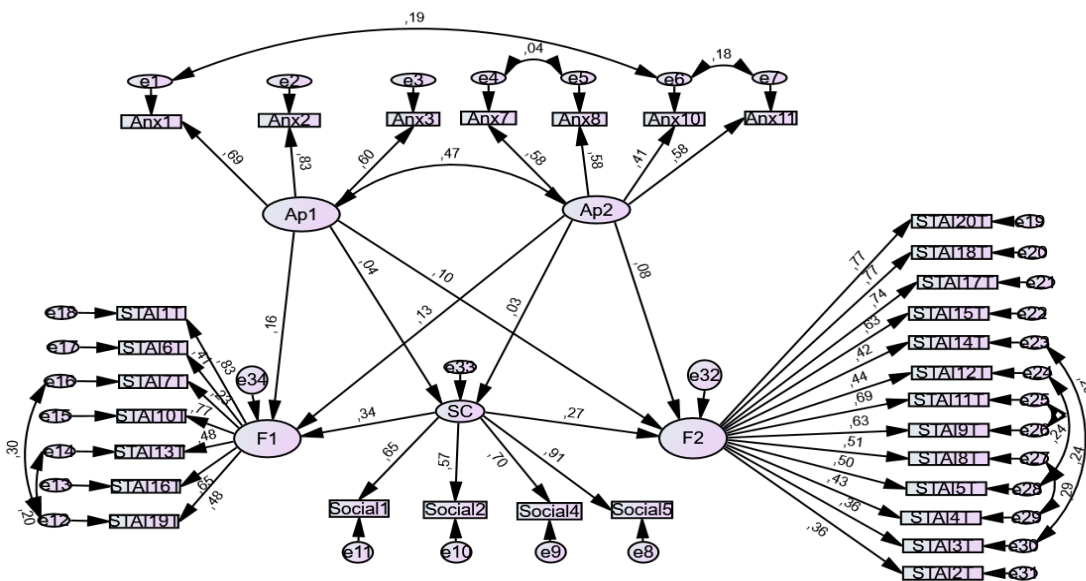 ,19
,04
,18
e1 e2 e3 e4 e5 e6 e7
Anx1 Anx2 Anx3 Anx7 Anx8 Anx10 Anx11
,69 ,83 ,60 ,47 ,58 ,58 ,41 ,58
Ap1 Ap2
,04 ,10 ,13 ,03 ,08
,16
e18 STAI1T ,83
e17 STAI6T ,41
e16 STAI7T ,23
e15 STAI10T ,77
e14 STAI13T ,48
e13 STAI16T ,65
e12 STAI19T ,48
,30
,20
e34 e33 e32
F1 ,34 SC ,27 F2
,65 ,57 ,70 ,91
Social1 Social2 Social4 Social5
e11 e10 e9 e8
,77 STAI20T e19
,77 STAI18T e20
,74 STAI17T e21
,63 STAI15T e22
,42 STAI14T e23
,44 STAI12T e24
,69 STAI11T e25
,63 STAI9T e26
,51 STAI8T e27
,50 STAI5T e28
,43 STAI4T e29
,36 STAI3T e30
,36 STAI2T e31
,24
,24
,29